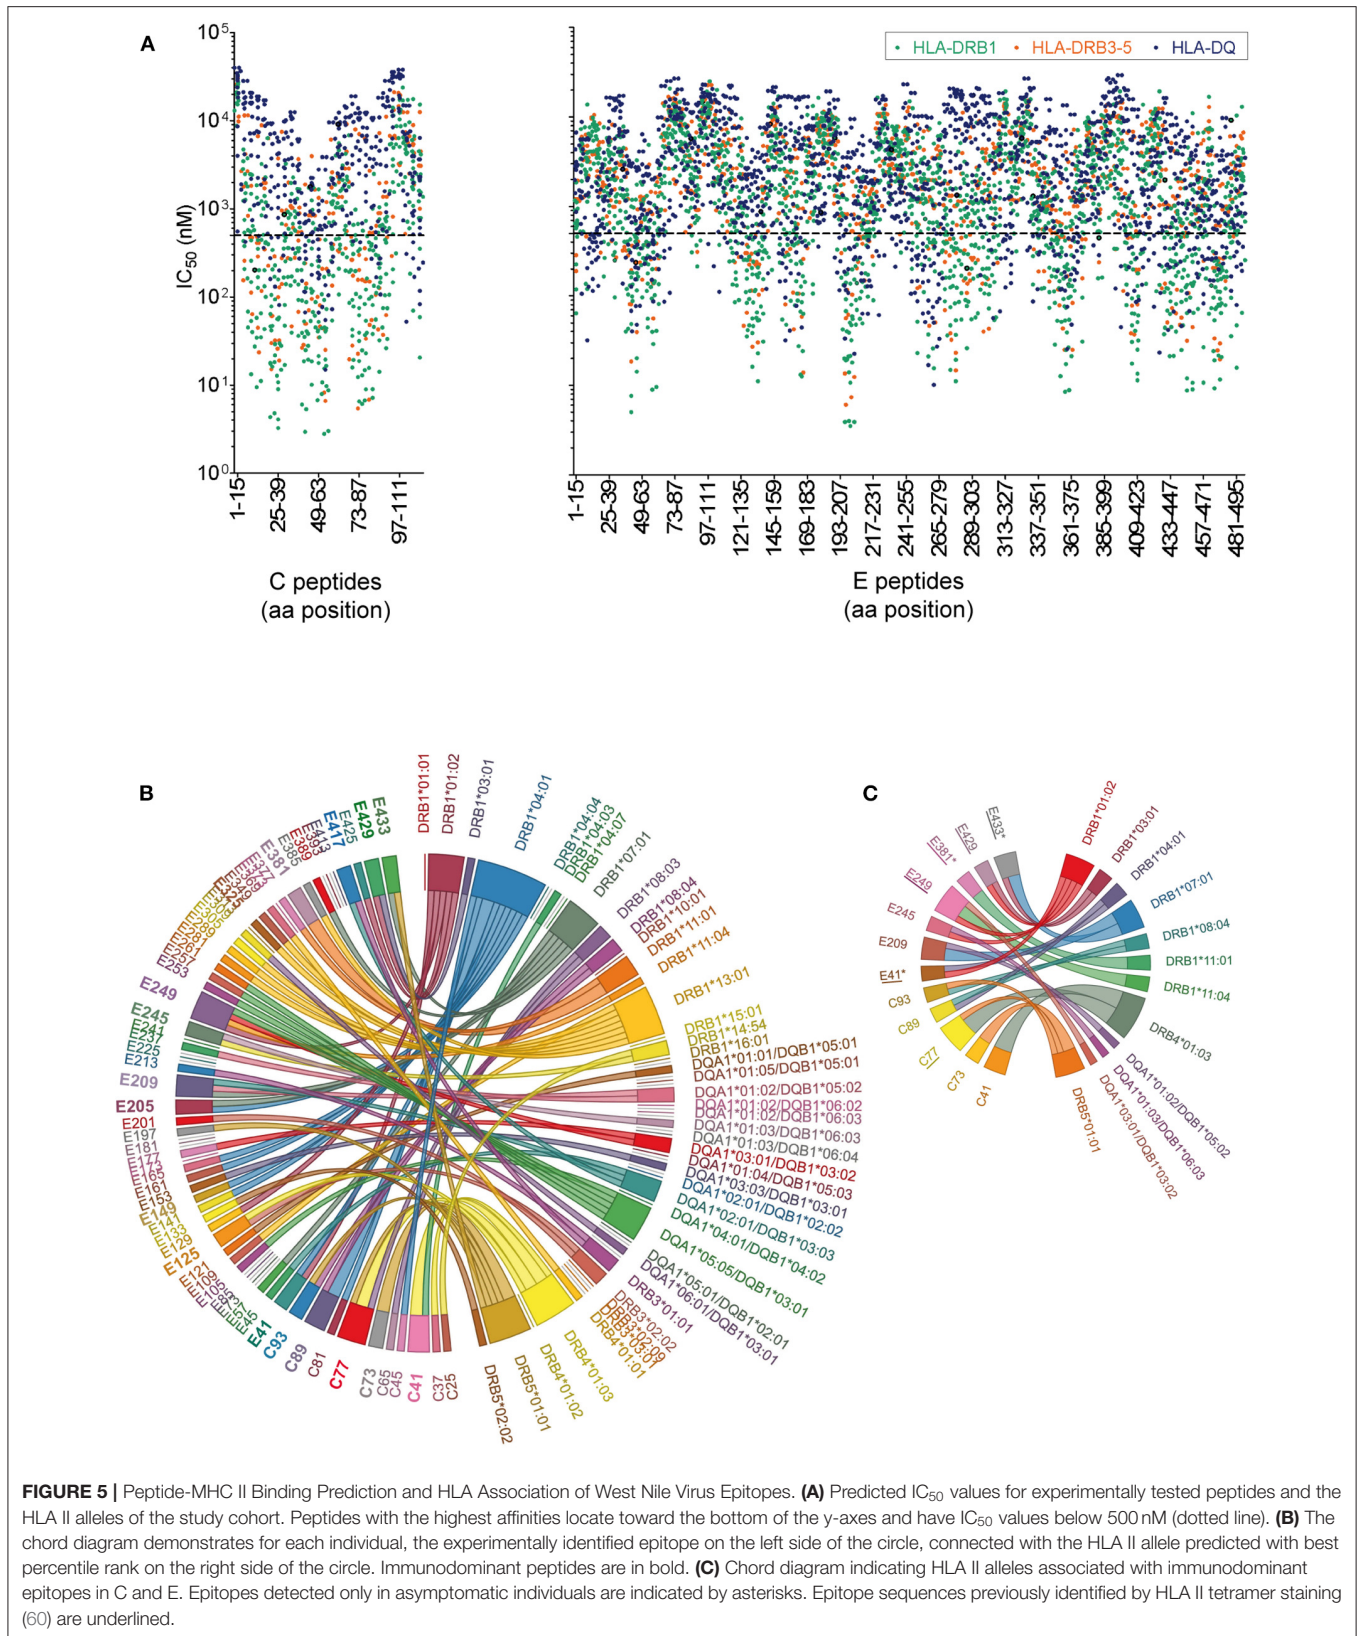 A
HLA-DRB1 HLA-DRB3-5 HLA-DQ
IC50 (nM)
10^5
10^4
10^3
10^2
10^1
10^0
1-15
25-39
49-63
73-87
97-111
C peptides
(aa position)
1-15
25-39
49-63
73-87
97-111
121-135
145-159
169-183
193-207
217-231
241-255
265-279
289-303
313-327
337-351
361-375
385-399
409-423
433-447
457-471
481-495
E peptides
(aa position)
B
DRB1*01:01
DRB1*01:02
DRB1*03:01
DRB1*04:01
DRB1*04:04
DRB1*04:03
DRB1*04:07
DRB1*07:01
DRB1*08:03
DRB1*08:04
DRB1*10:01
DRB1*11:01
DRB1*11:04
DRB1*13:01
DRB1*15:01
DRB1*14:54
DRB1*16:01
DQA1*01:01/DQB1*05:01
DQA1*01:05/DQB1*05:01
DQA1*01:02/DQB1*05:02
DQA1*01:02/DQB1*06:02
DQA1*01:02/DQB1*06:03
DQA1*01:03/DQB1*06:03
DQA1*01:03/DQB1*06:04
DQA1*03:01/DQB1*03:02
DQA1*01:04/DQB1*05:03
DQA1*03:03/DQB1*03:01
DQA1*02:01/DQB1*02:02
DQA1*02:01/DQB1*03:03
DQA1*04:01/DQB1*04:02
DQA1*05:05/DQB1*03:01
DQA1*05:01/DQB1*02:01
DQA1*06:01/DQB1*03:01
DRB3*01:01
DRB3*02:02
DRB3*02:09
DRB3*03:01
DRB4*01:01
DRB4*01:03
DRB4*01:02
DRB5*01:01
DRB5*02:02
C25
C37
C41
C45
C65
C73
C77
C81
C89
C93
E41
E45
E57
E121
E125
E129
E149
E153
E161
E165
E177
E181
E197
E201
E205
E209
E213
E225
E237
E241
E245
E249
E253
E257
E381
E385
E389
E393
E413
E417
E425
E429
E433
C
DRB1*01:02
DRB1*03:01
DRB1*04:01
DRB1*07:01
DRB1*08:04
DRB1*11:01
DRB1*11:04
DRB4*01:03
DQA1*01:02/DQB1*05:02
DQA1*01:03/DQB1*06:03
DQA1*03:01/DQB1*03:02
DRB5*01:01
C41
C73
C77
C89
C93
E41*
E209
E245
E249
E381*
E429
E433*
FIGURE 5 | Peptide-MHC II Binding Prediction and HLA Association of West Nile Virus Epitopes. (A) Predicted IC50 values for experimentally tested peptides and the
HLA II alleles of the study cohort. Peptides with the highest affinities locate toward the bottom of the y-axes and have IC50 values below 500 nM (dotted line). (B) The
chord diagram demonstrates for each individual, the experimentally identified epitope on the left side of the circle, connected with the HLA II allele predicted with best
percentile rank on the right side of the circle. Immunodominant peptides are in bold. (C) Chord diagram indicating HLA II alleles associated with immunodominant
epitopes in C and E. Epitopes detected only in asymptomatic individuals are indicated by asterisks. Epitope sequences previously identified by HLA II tetramer staining
(60) are underlined.